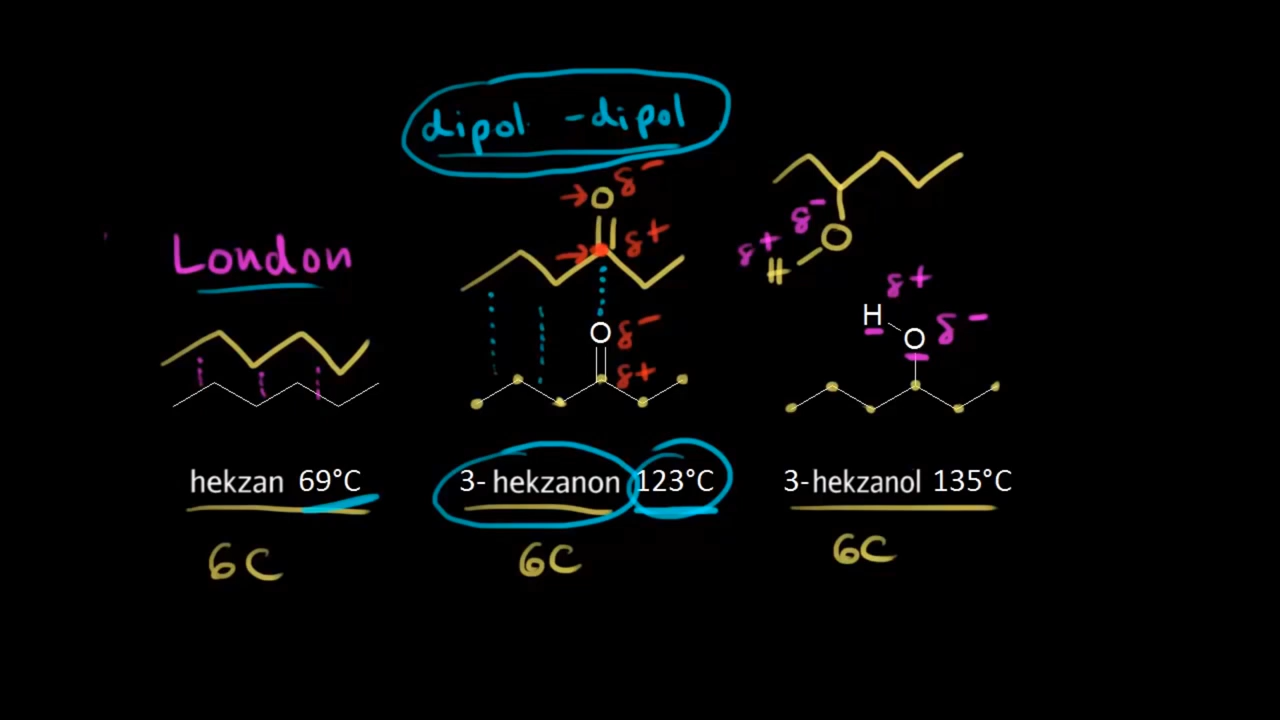 dipol - dipol
London
O δ-
δ+
O δ-
δ+
δ-
δ+ O
H
δ+
H
O δ-
hekzan 69°C
3- hekzanon 123°C
3-hekzanol 135°C
6C
6C
6C